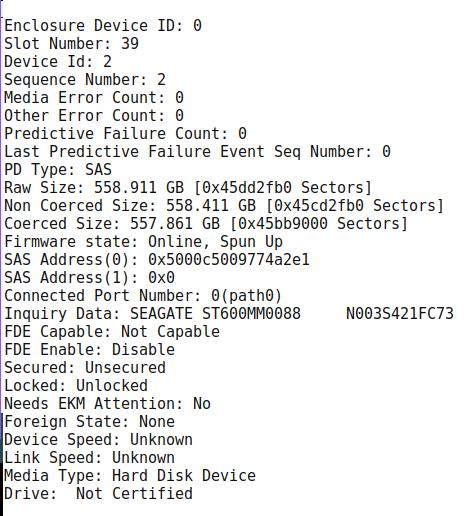 Enclosure Device ID: 0
Slot Number: 39
Device Id: 2
Sequence Number: 2
Media Error Count: 0
Other Error Count: 0
Predictive Failure Count: 0
Last Predictive Failure Event Seq Number: 0
PD Type: SAS
Raw Size: 558.911 GB [0x45dd2fb0 Sectors]
Non Coerced Size: 558.411 GB [0x45cd2fb0 Sectors]
Coerced Size: 557.861 GB [0x45bb9000 Sectors]
Firmware state: Online, Spun Up
SAS Address(0): 0x5000c5009774a2e1
SAS Address(1): 0x0
Connected Port Number: 0(path0)
Inquiry Data: SEAGATE ST600MM0088     N003S421FC73
FDE Capable: Not Capable
FDE Enable: Disable
Secured: Unsecured
Locked: Unlocked
Needs EKM Attention: No
Foreign State: None
Device Speed: Unknown
Link Speed: Unknown
Media Type: Hard Disk Device
Drive:  Not Certified